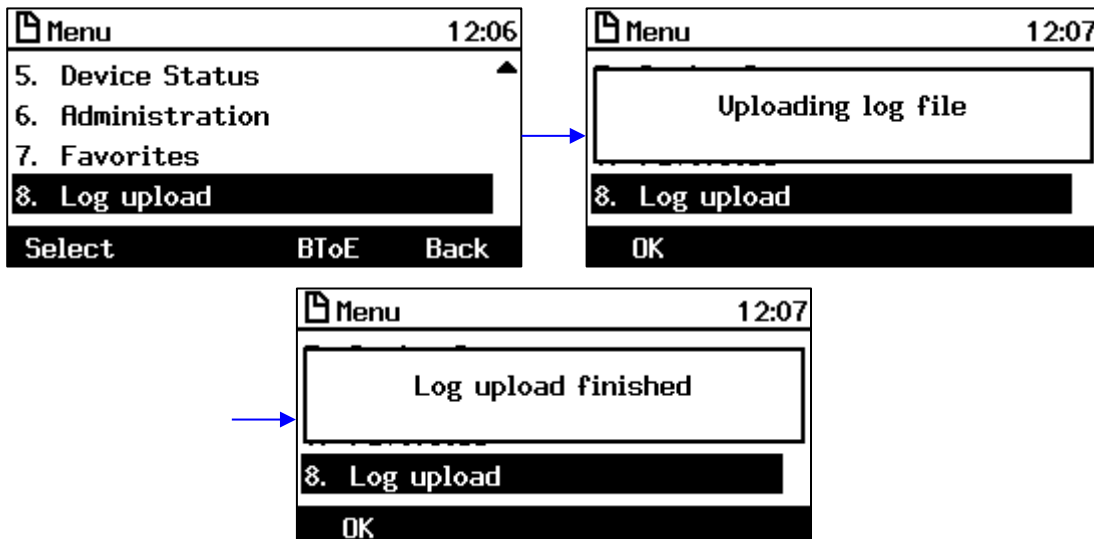 Menu 12:06
5. Device Status
6. Administration
7. Favorites
8. Log upload
Select BToE Back
Menu 12:07
Uploading log file
8. Log upload
OK
Menu 12:07
Log upload finished
8. Log upload
OK